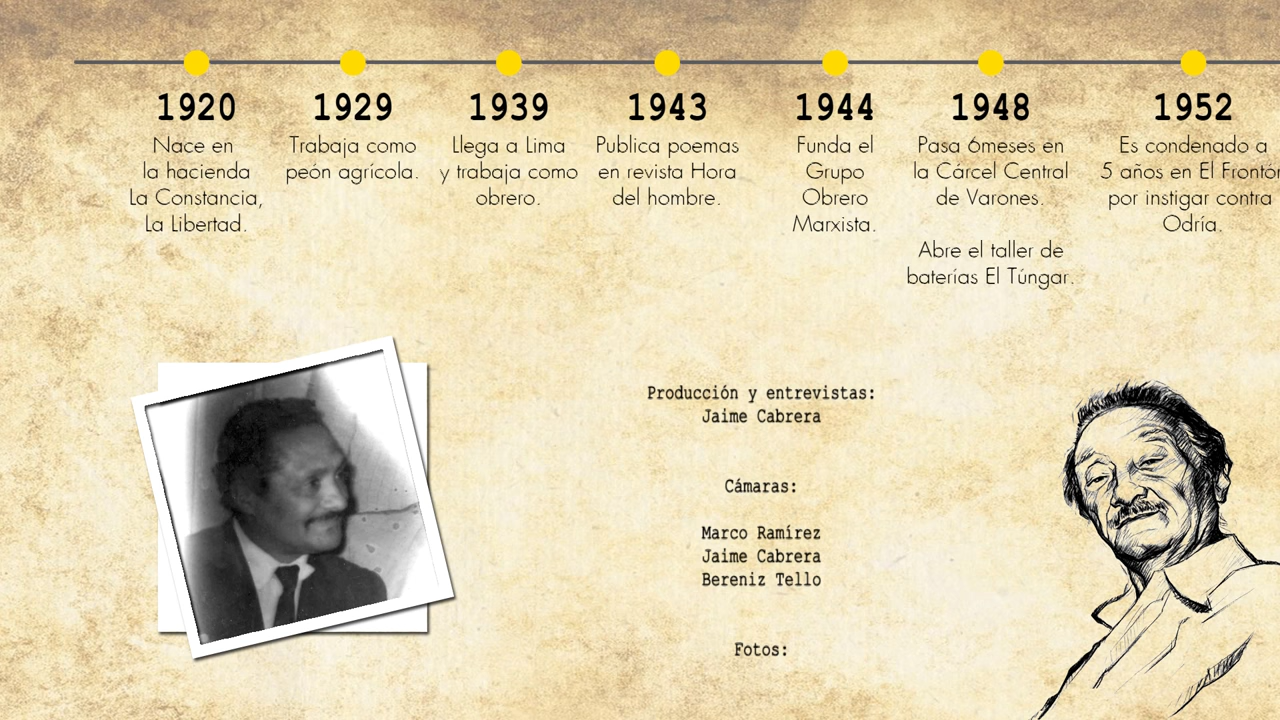 1920
Nace en
la hacienda
La Constancia,
La Libertad.
1929
Trabaja como
peón agrícola.
1939
Llega a Lima
y trabaja como
obrero.
1943
Publica poemas
en revista Hora
del hombre.
1944
Funda el
Grupo
Obrero
Marxista.
1948
Pasa 6meses en
la Cárcel Central
de Varones.
Abre el taller de
baterías El Túngar.
1952
Es condenado a
5 años en El Frontón
por instigar contra
Odría.
Producción y entrevistas:
Jaime Cabrera
Cámaras:
Marco Ramírez
Jaime Cabrera
Bereniz Tello
Fotos: